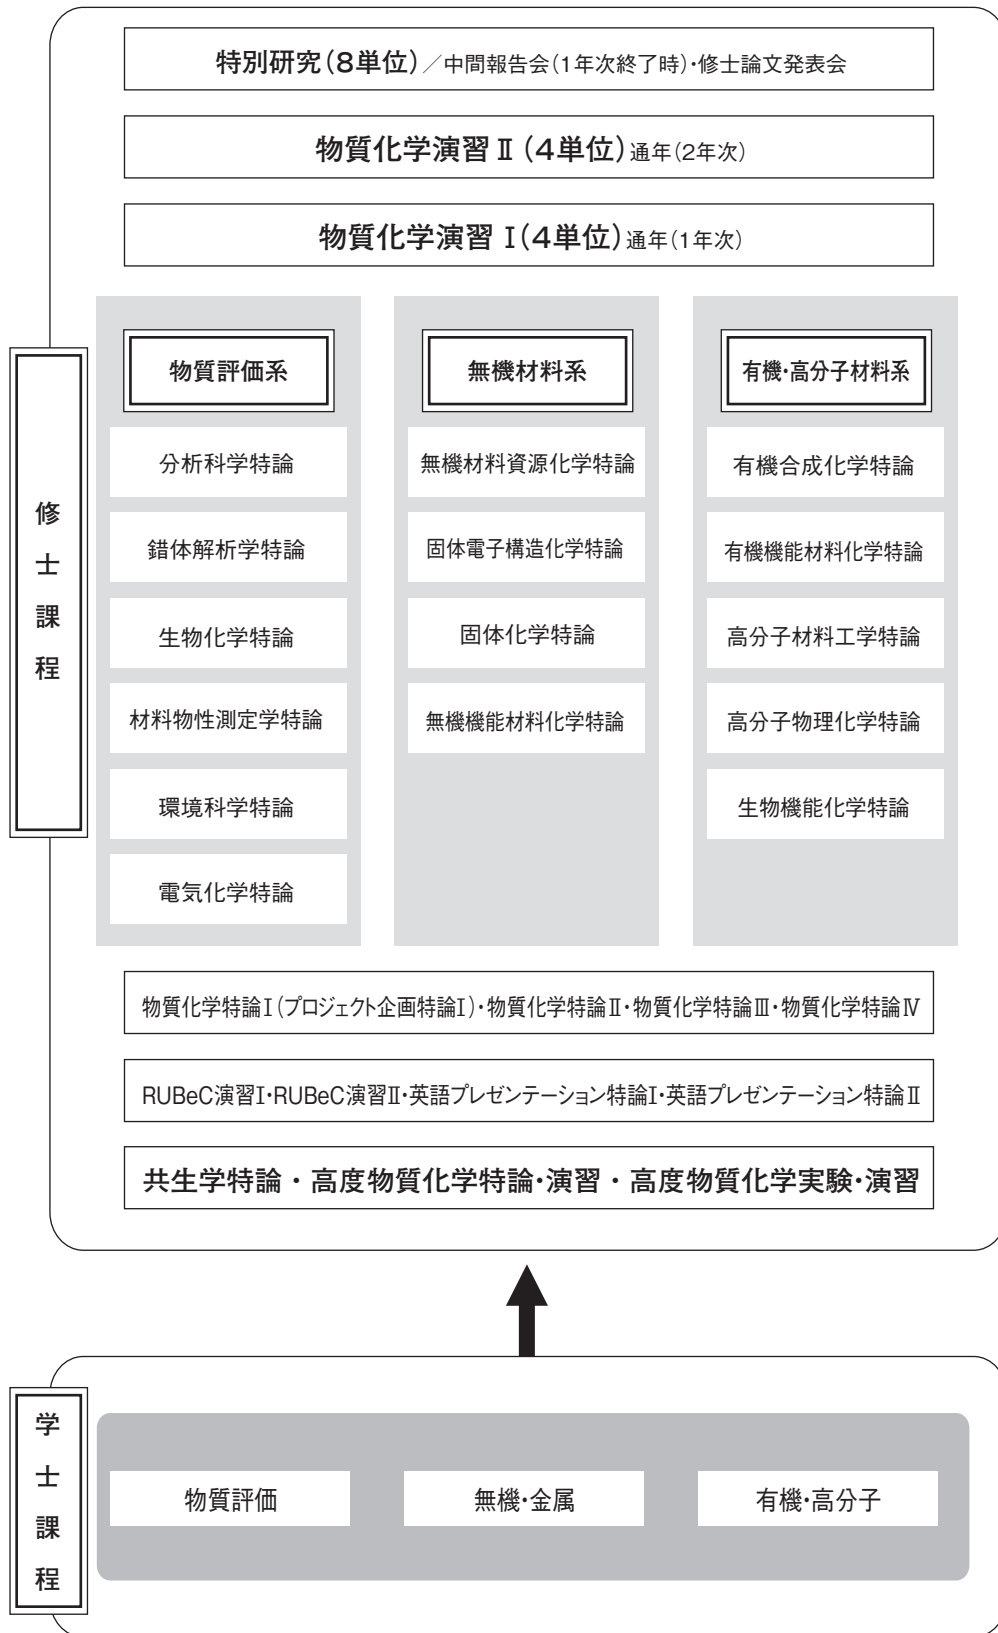 特別研究(8単位)／中間報告会(1年次終了時)・修士論文発表会
物質化学演習Ⅱ(4単位)通年(2年次)
物質化学演習Ⅰ(4単位)通年(1年次)
修士課程
物質評価系
分析科学特論
錯体解析学特論
生物化学特論
材料物性測定学特論
環境科学特論
電気化学特論
無機材料系
無機材料資源化学特論
固体電子構造化学特論
固体化学特論
無機機能材料化学特論
有機・高分子材料系
有機合成化学特論
有機機能材料化学特論
高分子材料工学特論
高分子物理化学特論
生物機能化学特論
物質化学特論Ⅰ(プロジェクト企画特論Ⅰ)・物質化学特論Ⅱ・物質化学特論Ⅲ・物質化学特論Ⅳ
RUBeC演習Ⅰ・RUBeC演習Ⅱ・英語プレゼンテーション特論Ⅰ・英語プレゼンテーション特論Ⅱ
共生学特論・高度物質化学特論・演習・高度物質化学実験・演習
学士課程
物質評価
無機・金属
有機・高分子